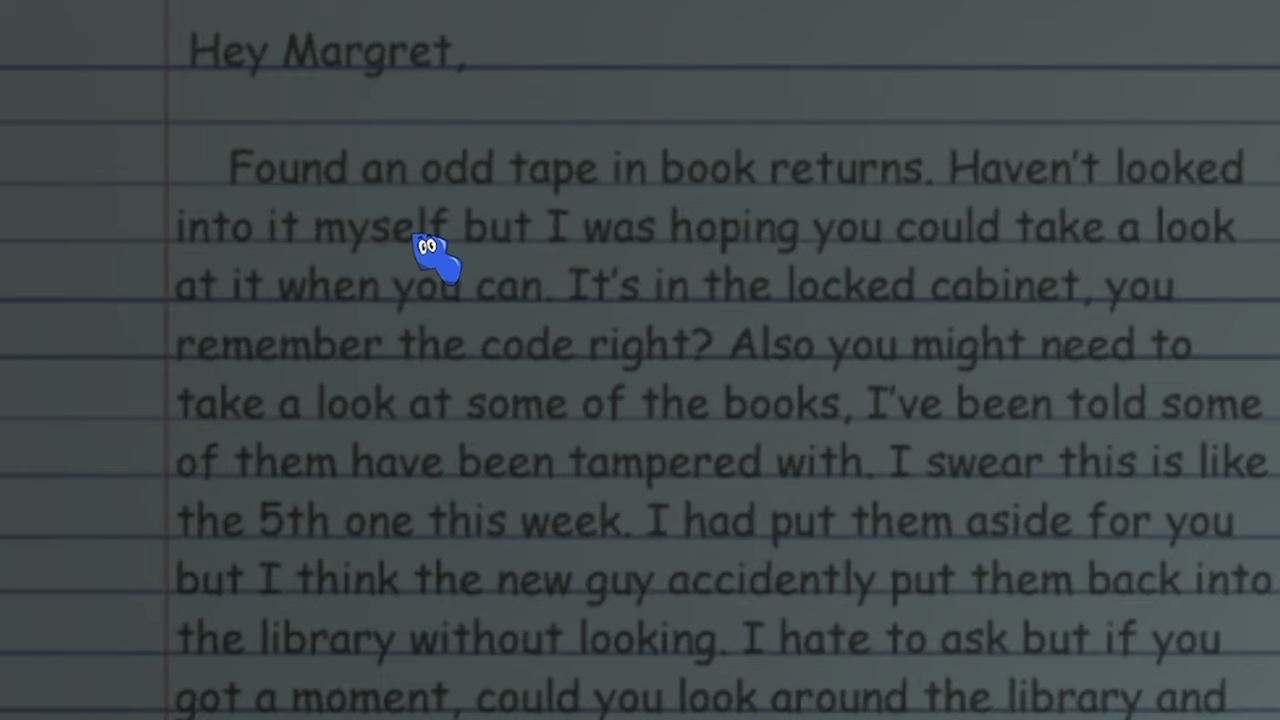 Hey Margret,
Found an odd tape in book returns. Haven't looked
into it myself but I was hoping you could take a look
at it when you can. It's in the locked cabinet, you
remember the code right? Also you might need to
take a look at some of the books, I've been told some
of them have been tampered with. I swear this is like
the 5th one this week. I had put them aside for you
but I think the new guy accidently put them back into
the library without looking. I hate to ask but if you
got a moment, could you look around the library and